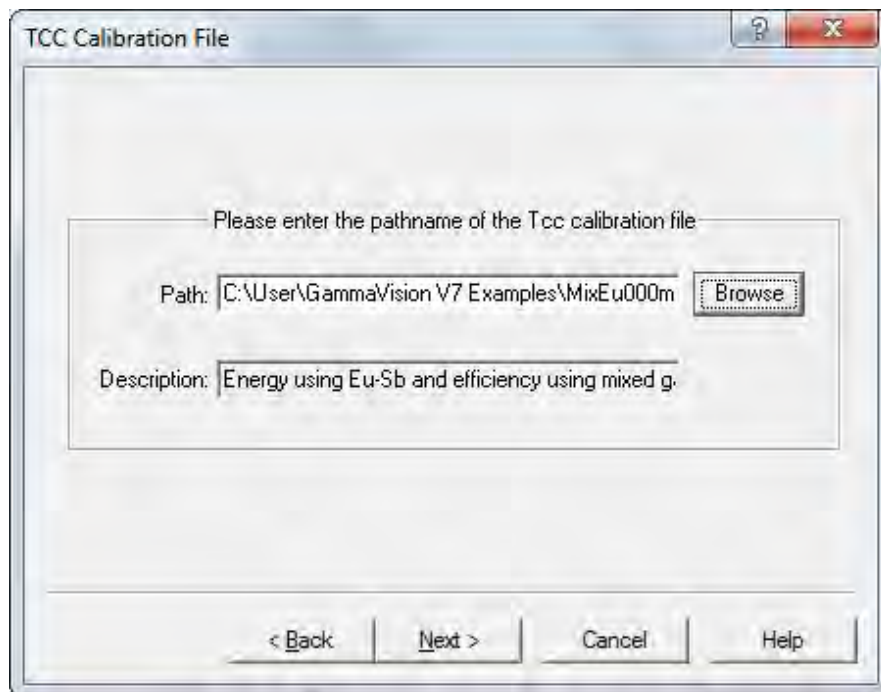 TCC Calibration File
Please enter the pathname of the Tcc calibration file
Path: C:\User\GammaVision V7 Examples\MixEu000m Browse
Description: Energy using Eu-Sb and efficiency using mixed g
< Back Next > Cancel Help